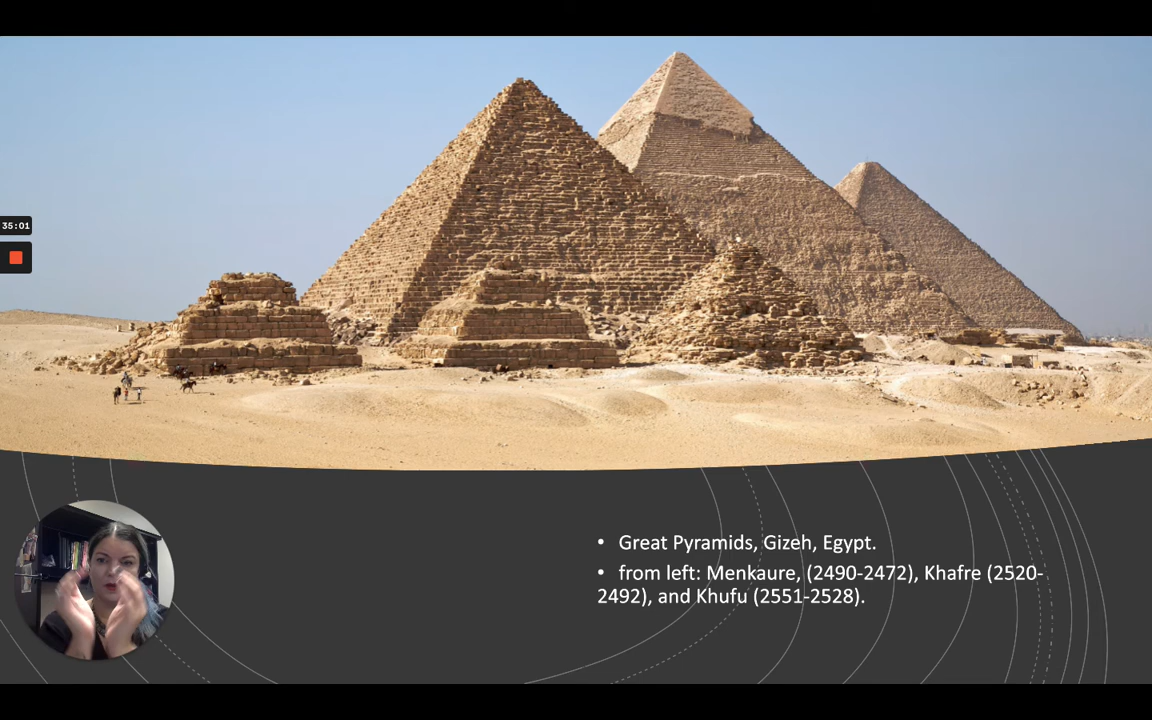 35:01
• Great Pyramids, Gizeh, Egypt.
• from left: Menkaure, (2490-2472), Khafre (2520-
2492), and Khufu (2551-2528).